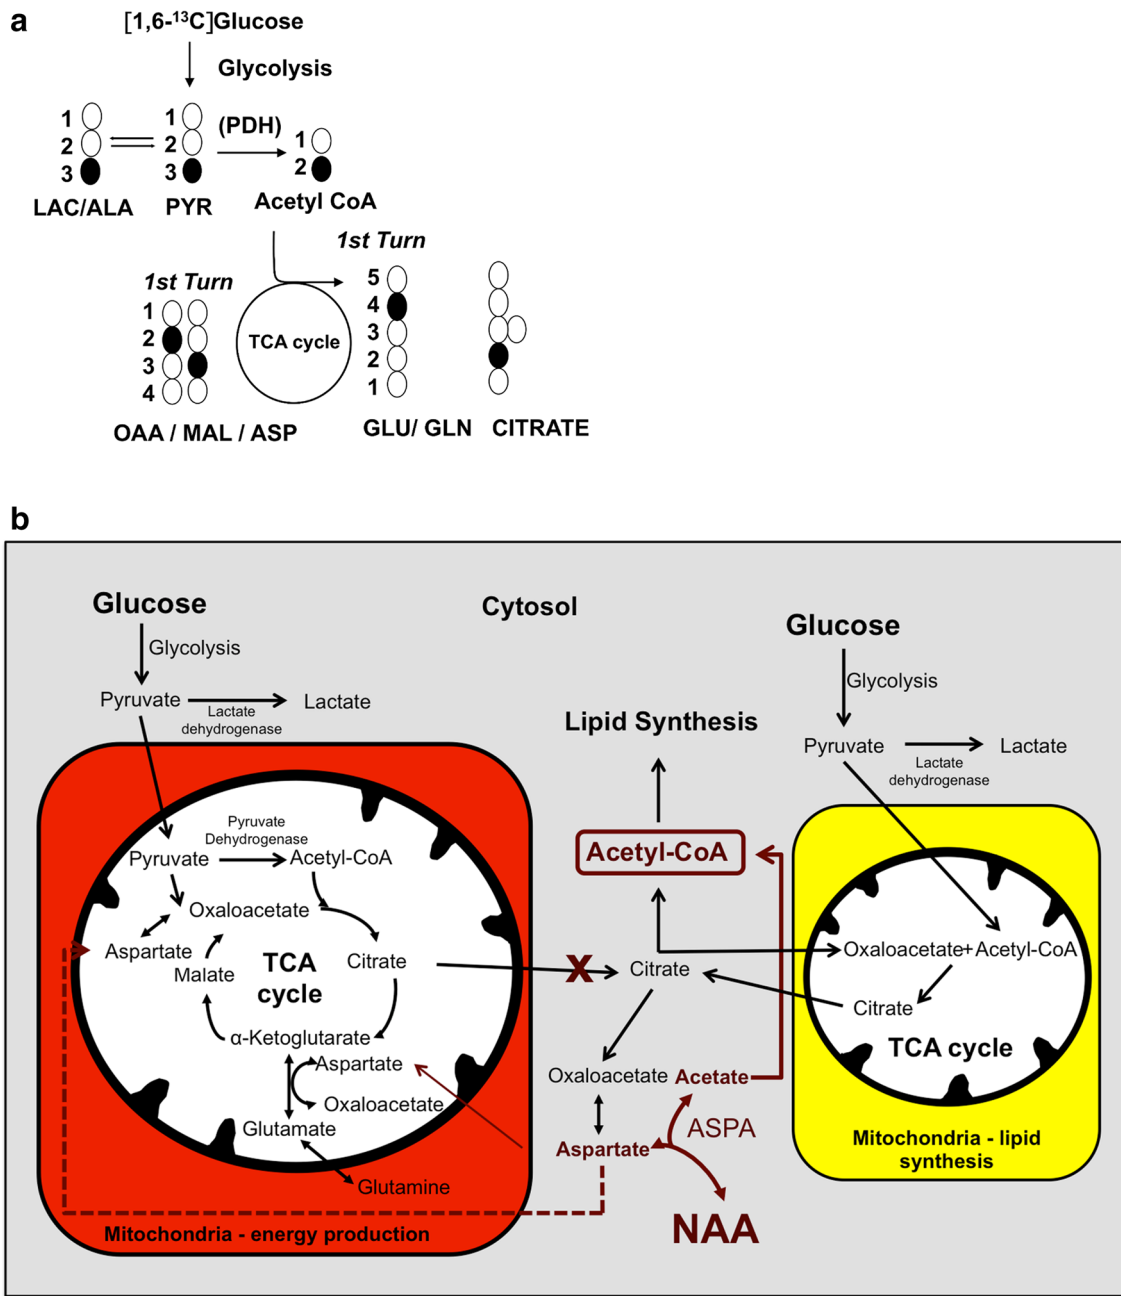 a
[1,6-¹³C]Glucose
Glycolysis
1
2
3
1
2
3
(PDH)
1
2
LAC/ALA
PYR
Acetyl CoA
1st Turn
1st Turn
1
2
3
4
TCA cycle
5
4
3
2
1
OAA / MAL / ASP
GLU/ GLN
CITRATE
b
Glucose
Glycolysis
Pyruvate
Lactate
dehydrogenase
Lactate
Cytosol
Glucose
Glycolysis
Pyruvate
Lactate
dehydrogenase
Lactate
Lipid Synthesis
Acetyl-CoA
Pyruvate
Dehydrogenase
Pyruvate
Acetyl-CoA
Oxaloacetate
Aspartate
Malate
TCA
cycle
Citrate
α-Ketoglutarate
Aspartate
Oxaloacetate
Glutamate
Glutamine
Mitochondria - energy production
X
Citrate
Oxaloacetate
Acetate
ASPA
Aspartate
NAA
Oxaloacetate+Acetyl-CoA
Citrate
TCA cycle
Mitochondria - lipid
synthesis